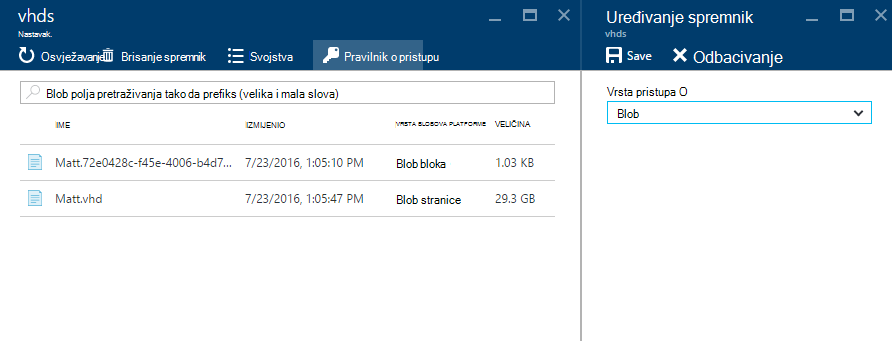 vhds
Nastavak.
Osvježavanje Brisanje spremnik Svojstva Pravilnik o pristupu
Blob polja pretraživanja tako da prefiks (velika i mala slova)
IME IZMIJENIO VRSTA BLOBOVA PLATFORME VELIČINA
Matt.72e0428c-f45e-4006-b4d7... 7/23/2016, 1:05:10 PM Blob bloka 1.03 KB
Matt.vhd 7/23/2016, 1:05:47 PM Blob stranice 29.3 GB
Uređivanje spremnik
vhds
Save Odbacivanje
Vrsta pristupa O
Blob